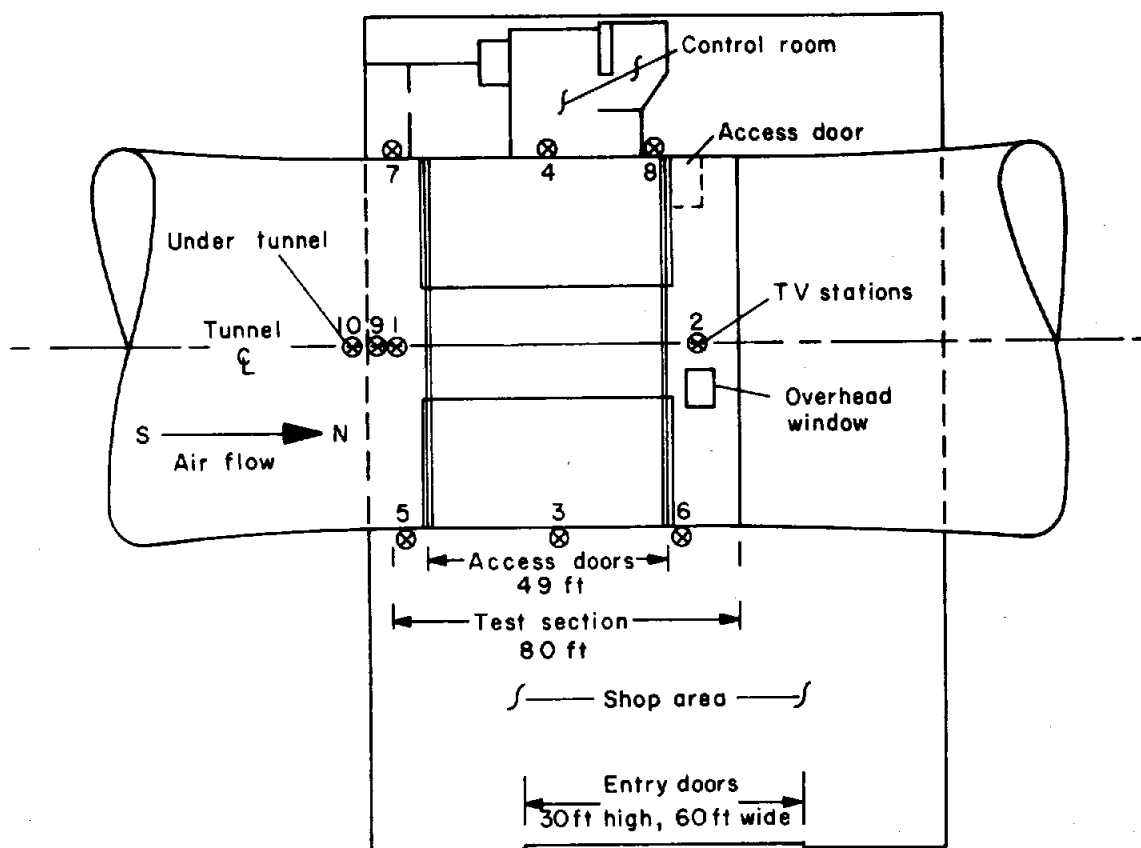 Control room
Access door
7
4
8
Under tunnel
TV stations
10 9 1
2
Tunnel
℄
Overhead
window
S N
Air flow
5
3
6
Access doors
49 ft
Test section
80 ft
Shop area
Entry doors
30 ft high, 60 ft wide